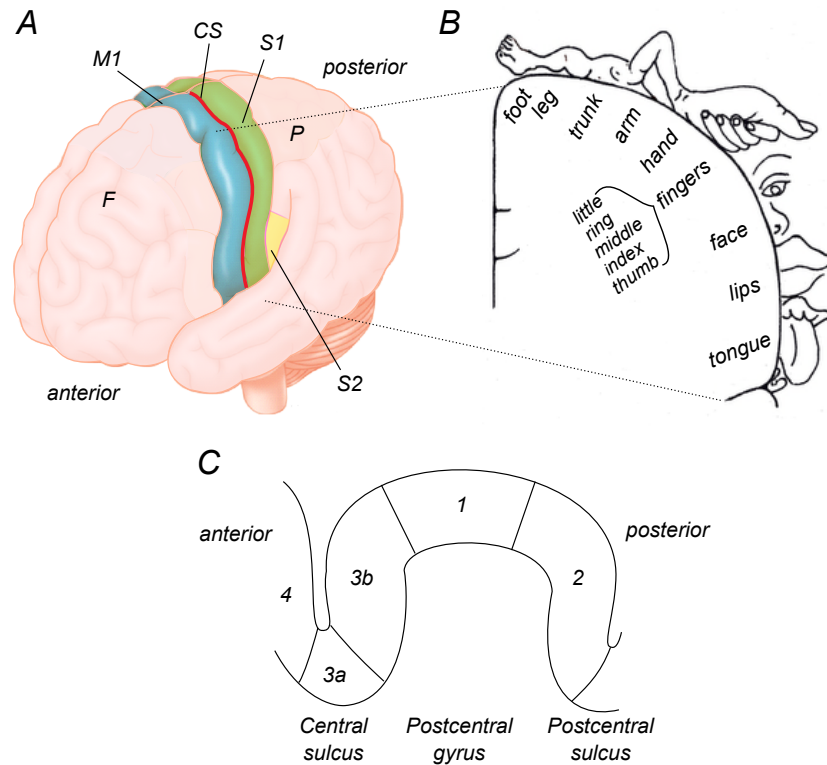 A
CS
S1
M1
posterior
P
F
S2
anterior
B
foot
leg
trunk
arm
hand
fingers
little
ring
middle
index
thumb
face
lips
tongue
C
anterior
1
posterior
3b
2
4
3a
Central
sulcus
Postcentral
gyrus
Postcentral
sulcus